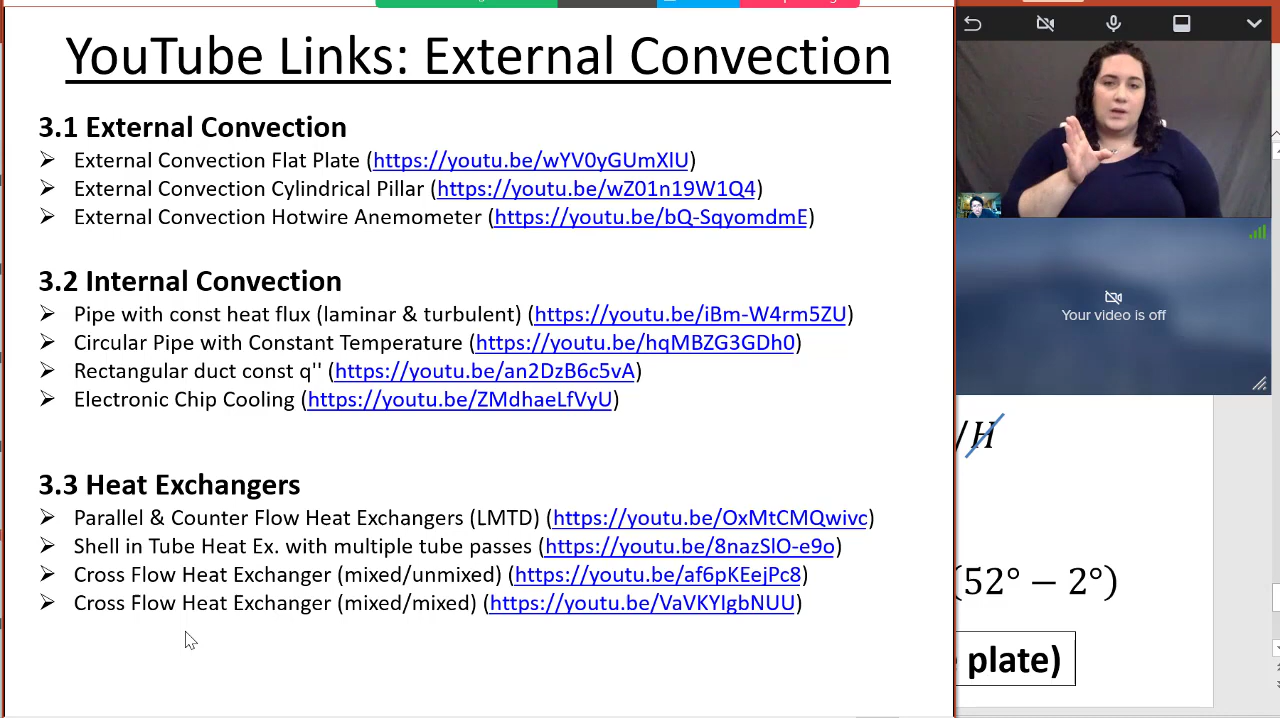 YouTube Links: External Convection
3.1 External Convection
➢ External Convection Flat Plate (https://youtu.be/wYV0yGUmXlU)
➢ External Convection Cylindrical Pillar (https://youtu.be/wZ01n19W1Q4)
➢ External Convection Hotwire Anemometer (https://youtu.be/bQ-SqyomdmE)
3.2 Internal Convection
➢ Pipe with const heat flux (laminar & turbulent) (https://youtu.be/iBm-W4rm5ZU)
➢ Circular Pipe with Constant Temperature (https://youtu.be/hqMBZG3GDh0)
➢ Rectangular duct const q'' (https://youtu.be/an2DzB6c5vA)
➢ Electronic Chip Cooling (https://youtu.be/ZMdhaeLfVyU)
3.3 Heat Exchangers
➢ Parallel & Counter Flow Heat Exchangers (LMTD) (https://youtu.be/OxMtCMQwivc)
➢ Shell in Tube Heat Ex. with multiple tube passes (https://youtu.be/8nazSlO-e9o)
➢ Cross Flow Heat Exchanger (mixed/unmixed) (https://youtu.be/af6pKEejPc8)
➢ Cross Flow Heat Exchanger (mixed/mixed) (https://youtu.be/VaVKYIgbNUU)
Your video is off
/H
(52° − 2°)
plate)